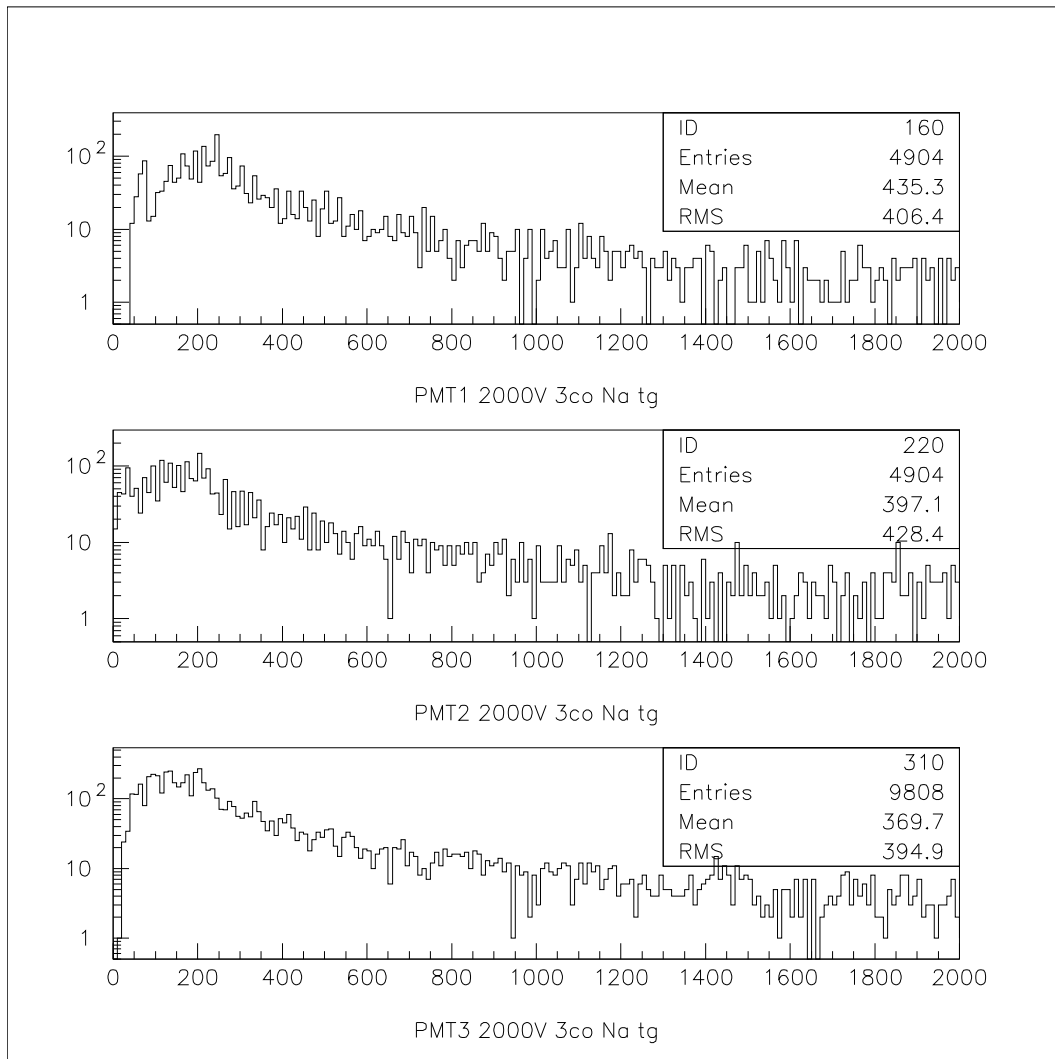 ID 160
Entries 4904
Mean 435.3
RMS 406.4
10 2
10
1
0 200 400 600 800 1000 1200 1400 1600 1800 2000
PMT1 2000V 3co Na tg
ID 220
Entries 4904
Mean 397.1
RMS 428.4
10 2
10
1
0 200 400 600 800 1000 1200 1400 1600 1800 2000
PMT2 2000V 3co Na tg
ID 310
Entries 9808
Mean 369.7
RMS 394.9
10 2
10
1
0 200 400 600 800 1000 1200 1400 1600 1800 2000
PMT3 2000V 3co Na tg